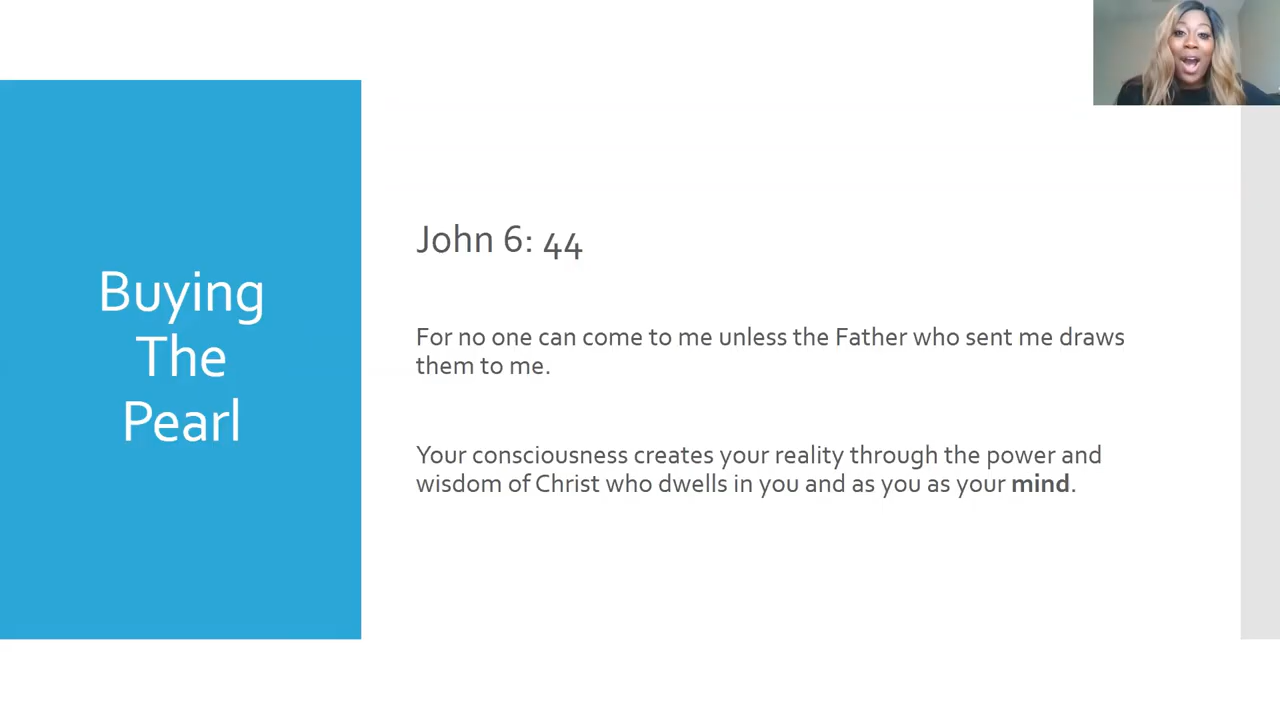 Buying
The
Pearl
John 6: 44
For no one can come to me unless the Father who sent me draws
them to me.
Your consciousness creates your reality through the power and
wisdom of Christ who dwells in you and as you as your mind.